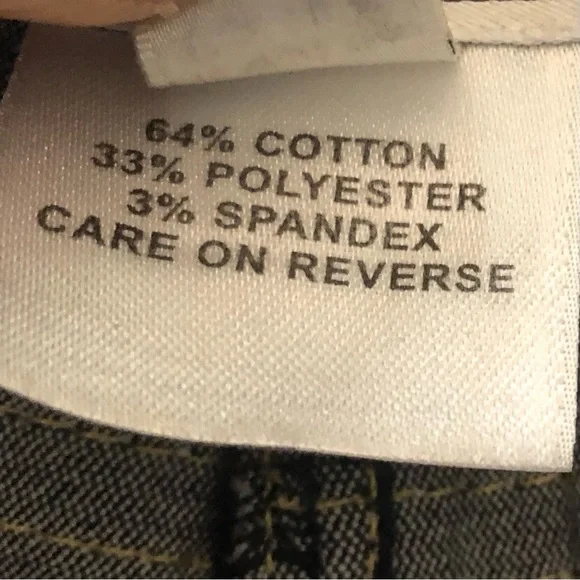 64% COTTON
33% POLYESTER
3% SPANDEX
CARE ON REVERSE